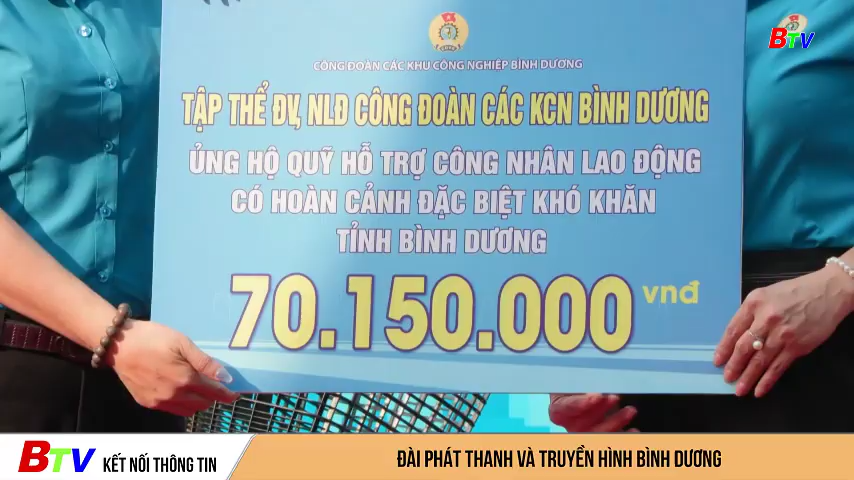 BTV
CÔNG ĐOÀN CÁC KHU CÔNG NGHIỆP BÌNH DƯƠNG
TẬP THỂ ĐV, NLĐ CÔNG ĐOÀN CÁC KCN BÌNH DƯƠNG
ỦNG HỘ QUỸ HỖ TRỢ CÔNG NHÂN LAO ĐỘNG
CÓ HOÀN CẢNH ĐẶC BIỆT KHÓ KHĂN
TỈNH BÌNH DƯƠNG
70.150.000 vnđ
BTV KẾT NỐI THÔNG TIN
ĐÀI PHÁT THANH VÀ TRUYỀN HÌNH BÌNH DƯƠNG